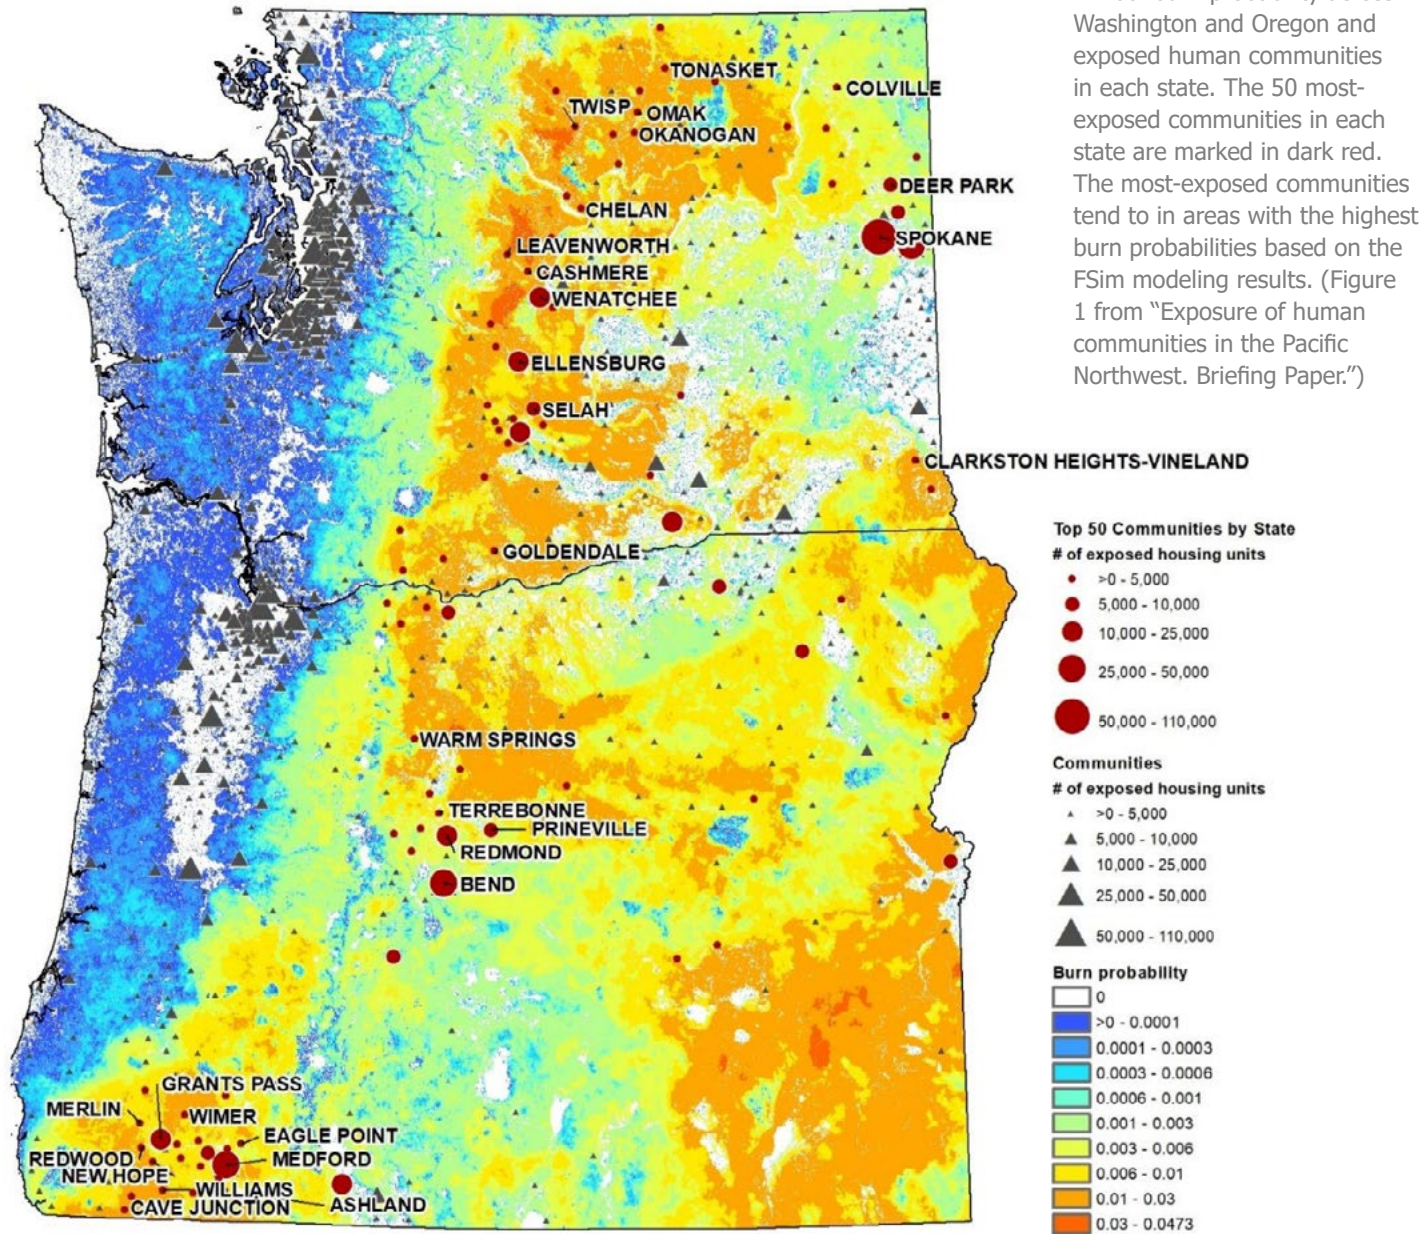 Washington and Oregon and
exposed human communities
in each state. The 50 most-
exposed communities in each
state are marked in dark red.
The most-exposed communities
tend to in areas with the highest
burn probabilities based on the
FSim modeling results. (Figure
1 from “Exposure of human
communities in the Pacific
Northwest. Briefing Paper.”)
TONASKET
COLVILLE
TWISP
OMAK
OKANOGAN
DEER PARK
CHELAN
SPOKANE
LEAVENWORTH
CASHMERE
WENATCHEE
ELLENSBURG
SELAH
CLARKSTON HEIGHTS-VINELAND
GOLDENDALE
WARM SPRINGS
TERREBONNE
PRINEVILLE
REDMOND
BEND
GRANTS PASS
MERLIN
WIMER
EAGLE POINT
REDWOOD
MEDFORD
NEW HOPE
WILLIAMS
CAVE JUNCTION
ASHLAND
Top 50 Communities by State
# of exposed housing units
>0 - 5,000
5,000 - 10,000
10,000 - 25,000
25,000 - 50,000
50,000 - 110,000
Communities
# of exposed housing units
>0 - 5,000
5,000 - 10,000
10,000 - 25,000
25,000 - 50,000
50,000 - 110,000
Burn probability
0
>0 - 0.0001
0.0001 - 0.0003
0.0003 - 0.0006
0.0006 - 0.001
0.001 - 0.003
0.003 - 0.006
0.006 - 0.01
0.01 - 0.03
0.03 - 0.0473